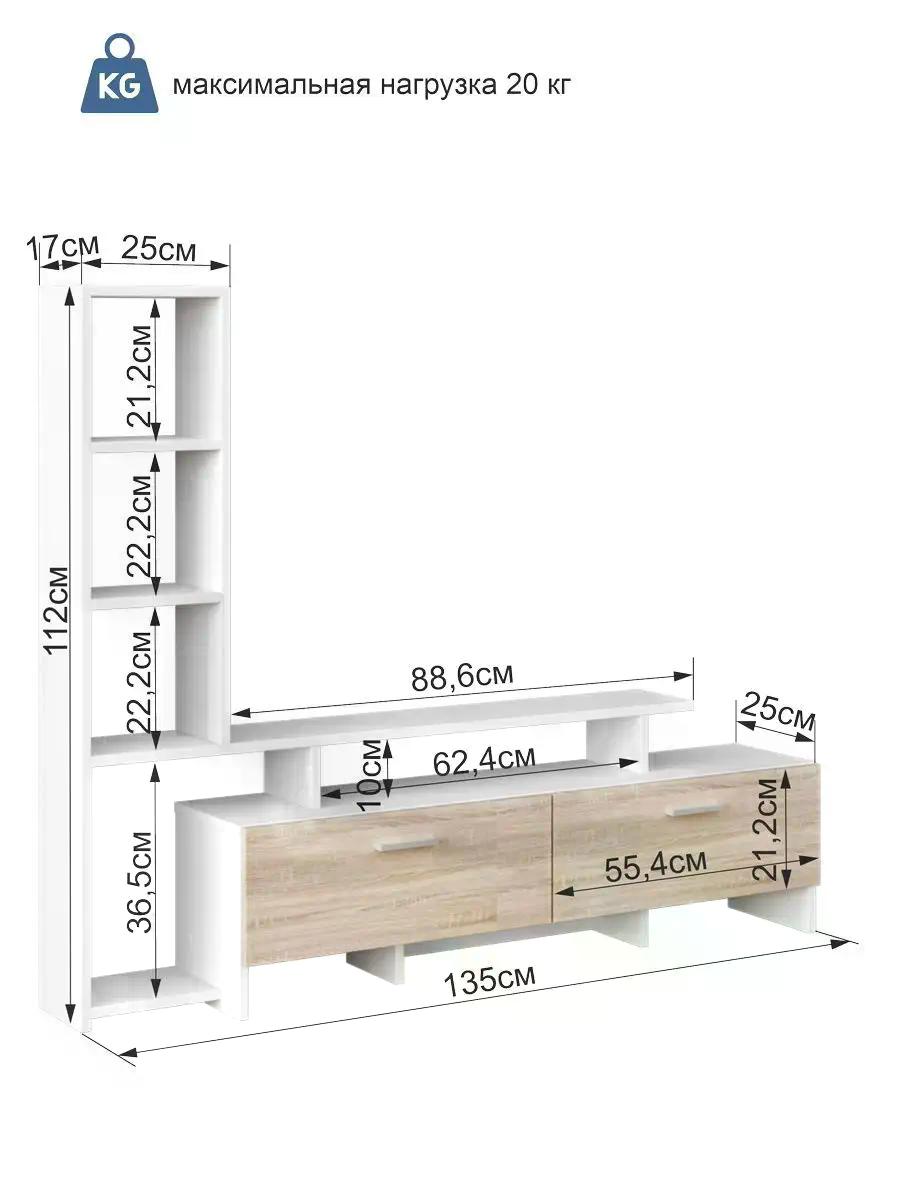 KG
максимальная нагрузка 20 кг
17см
25см
21,2см
22,2см
112см
22,2см
88,6см
25см
10см
62,4см
21,2см
55,4см
36,5см
135см